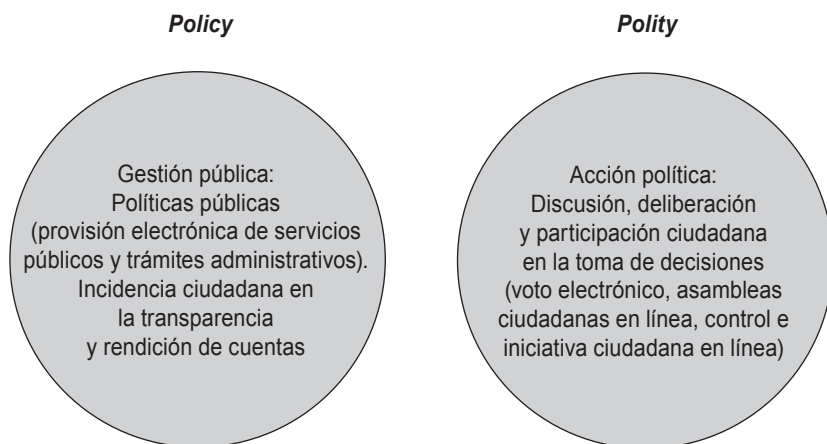 Policy
Gestión pública:
Políticas públicas
(provisión electrónica de servicios
públicos y trámites administrativos).
Incidencia ciudadana en
la transparencia
y rendición de cuentas
Polity
Acción política:
Discusión, deliberación
y participación ciudadana
en la toma de decisiones
(voto electrónico, asambleas
ciudadanas en línea, control e
iniciativa ciudadana en línea)